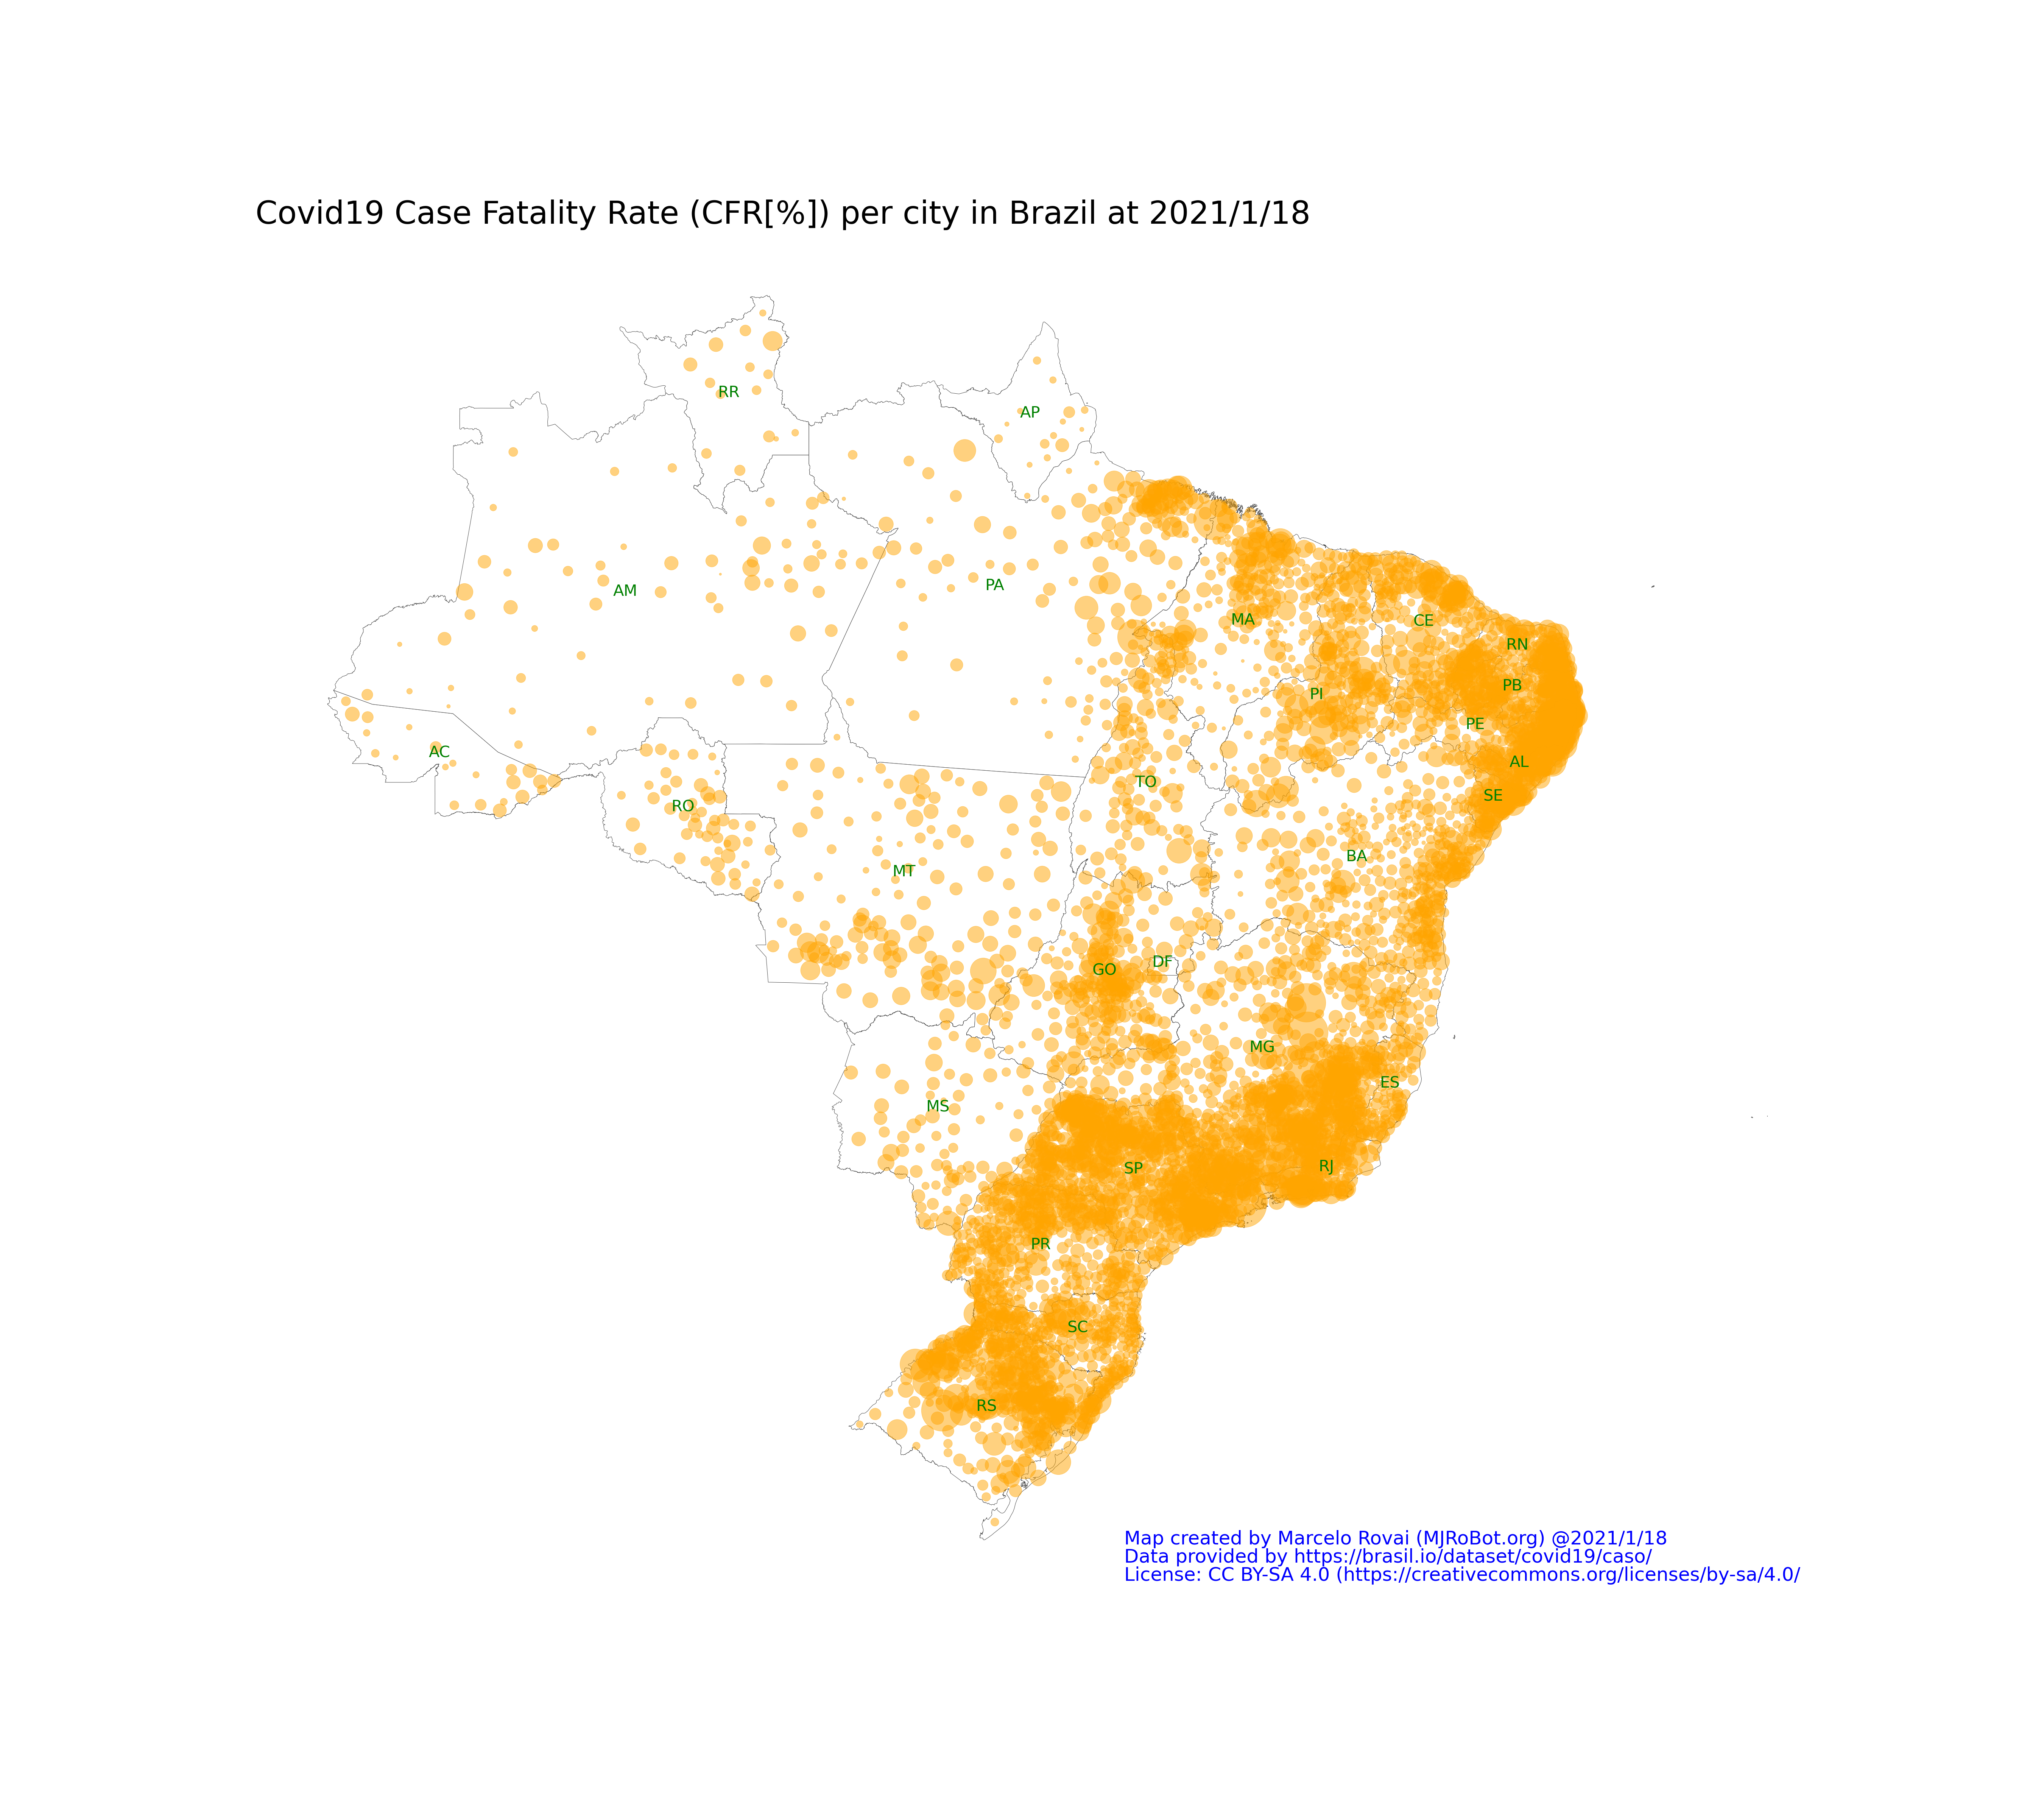 Covid19 Case Fatality Rate (CFR[%]) per city in Brazil at 2021/1/18
RR
AP
AM
PA
MA
CE
RN
PB
PI
PE
AC
AL
TO
SE
RO
BA
MT
DF
GO
MG
ES
MS
RJ
SP
PR
SC
RS
Map created by Marcelo Rovai (MJRoBot.org) @2021/1/18
Data provided by https://brasil.io/dataset/covid19/caso/
License: CC BY-SA 4.0 (https://creativecommons.org/licenses/by-sa/4.0/